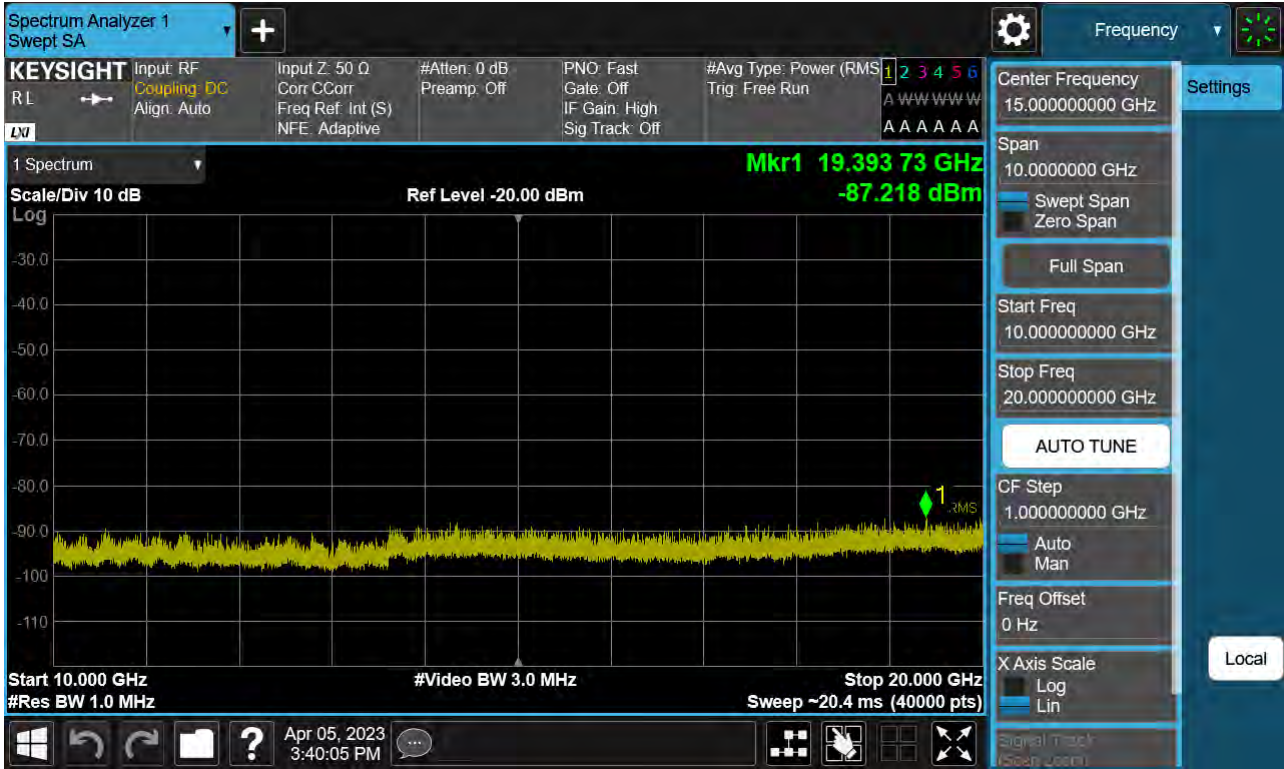 Spectrum Analyzer 1
Swept SA
Frequency
KEYSIGHT
RL
LXI
Input: RF
Coupling: DC
Align: Auto
Input Z: 50 Ω
Corr CCorr
Freq Ref: Int (S)
NFE: Adaptive
#Atten: 0 dB
Preamp: Off
PNO: Fast
Gate: Off
IF Gain: High
Sig Track: Off
#Avg Type: Power (RMS
Trig: Free Run
1 2 3 4 5 6
A W W W W W
A A A A A A
1 Spectrum
Mkr1 19.393 73 GHz
-87.218 dBm
Scale/Div 10 dB
Ref Level -20.00 dBm
Log
-30.0
-40.0
-50.0
-60.0
-70.0
-80.0
-90.0
-100
-110
1
RMS
Start 10.000 GHz
#Video BW 3.0 MHz
Stop 20.000 GHz
#Res BW 1.0 MHz
Sweep ~20.4 ms (40000 pts)
Center Frequency
15.000000000 GHz
Settings
Span
10.0000000 GHz
Swept Span
Zero Span
Full Span
Start Freq
10.000000000 GHz
Stop Freq
20.000000000 GHz
AUTO TUNE
CF Step
1.000000000 GHz
Auto
Man
Freq Offset
0 Hz
X Axis Scale
Log
Lin
Local
Signal Track
(Span Zoom)
?
Apr 05, 2023
3:40:05 PM